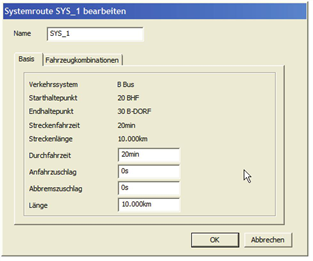 Systemroute SYS_1 bearbeiten
Name SYS_1
Basis Fahrzeugkombinationen
Verkehrssystem B Bus
Starthaltepunkt 20 BHF
Endhaltepunkt 30 B-DORF
Streckenfahrzeit 20min
Streckenlänge 10.000km
Durchfahrzeit 20min
Anfahrzuschlag 0s
Abbremszuschlag 0s
Länge 10.000km
OK Abbrechen